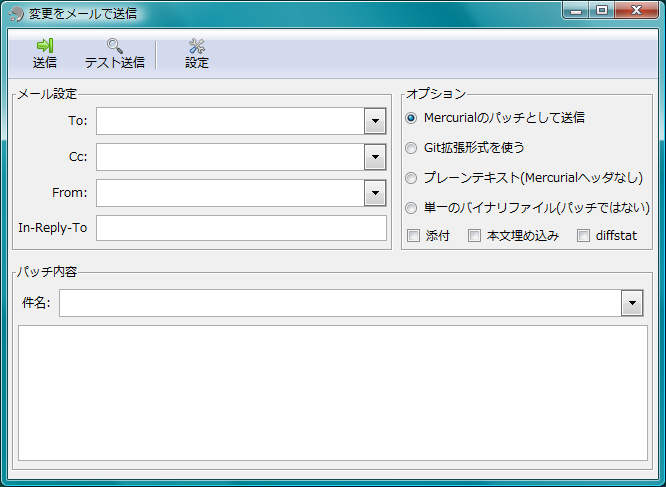 変更をメールで送信
送信 テスト送信 設定
メール設定
To:
Cc:
From:
In-Reply-To
オプション
Mercurialのパッチとして送信
Git拡張形式を使う
プレーンテキスト(Mercurialヘッダなし)
単一のバイナリファイル(パッチではない)
添付 本文埋め込み diffstat
パッチ内容
件名: